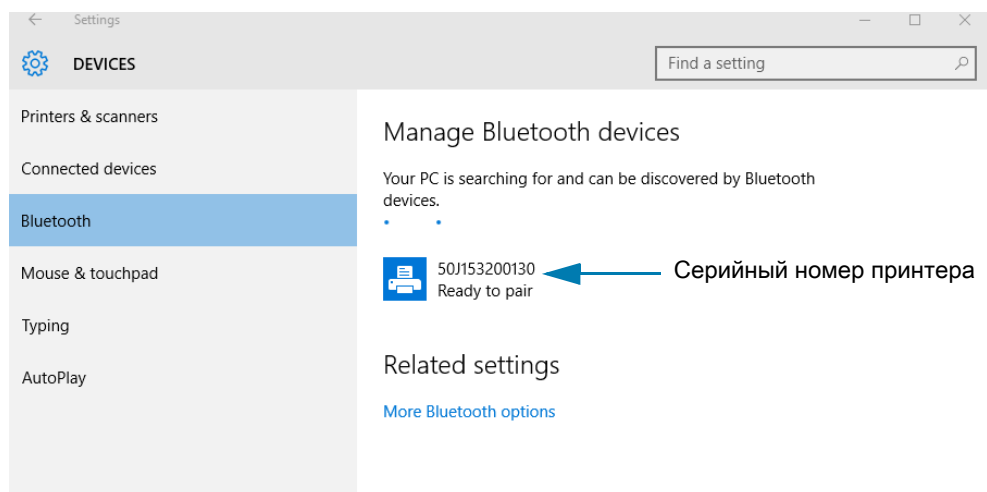 Settings
DEVICES
Find a setting
Printers & scanners
Connected devices
Bluetooth
Mouse & touchpad
Typing
AutoPlay
Manage Bluetooth devices
Your PC is searching for and can be discovered by Bluetooth
devices.
50J153200130
Серийный номер принтера
Ready to pair
Related settings
More Bluetooth options